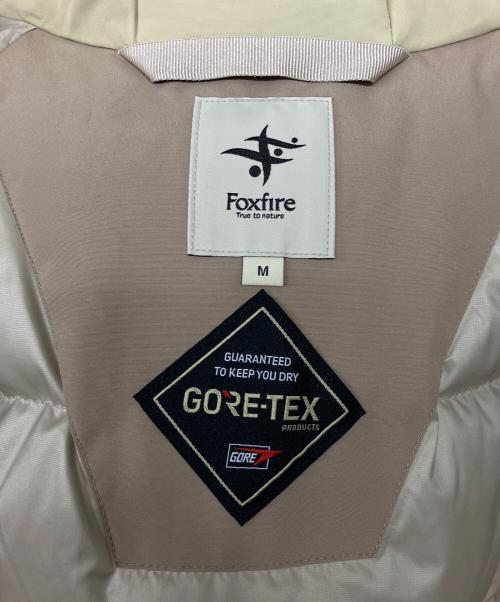 Foxfire
True to nature
M
GUARANTEED
TO KEEP YOU DRY
GORE-TEX
PRODUCTS
GORE